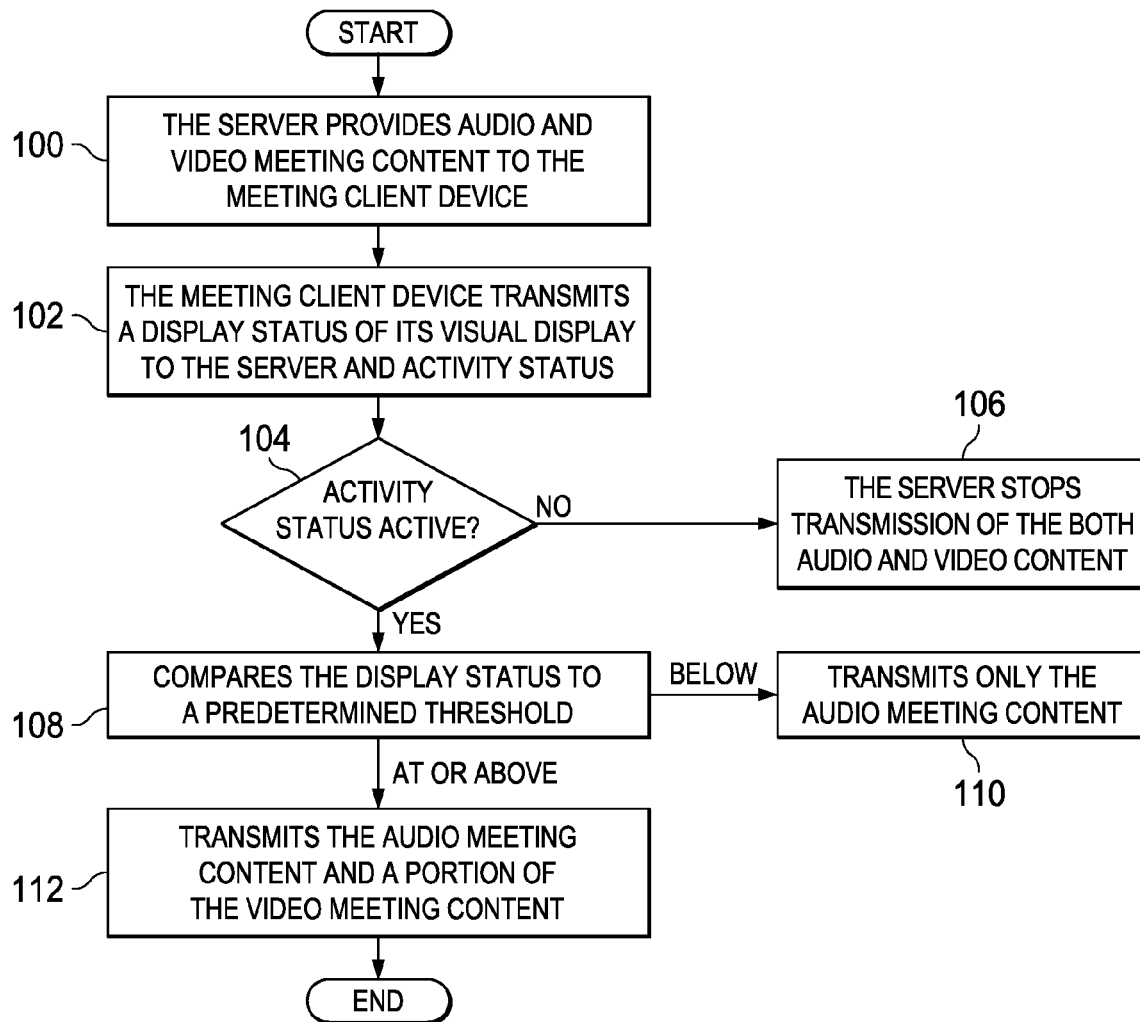 START
100
THE SERVER PROVIDES AUDIO AND
VIDEO MEETING CONTENT TO THE
MEETING CLIENT DEVICE
102
THE MEETING CLIENT DEVICE TRANSMITS
A DISPLAY STATUS OF ITS VISUAL DISPLAY
TO THE SERVER AND ACTIVITY STATUS
104
ACTIVITY
STATUS ACTIVE?
NO
106
THE SERVER STOPS
TRANSMISSION OF THE BOTH
AUDIO AND VIDEO CONTENT
YES
108
COMPARES THE DISPLAY STATUS TO
A PREDETERMINED THRESHOLD
BELOW
TRANSMITS ONLY THE
AUDIO MEETING CONTENT
110
AT OR ABOVE
112
TRANSMITS THE AUDIO MEETING
CONTENT AND A PORTION OF
THE VIDEO MEETING CONTENT
END